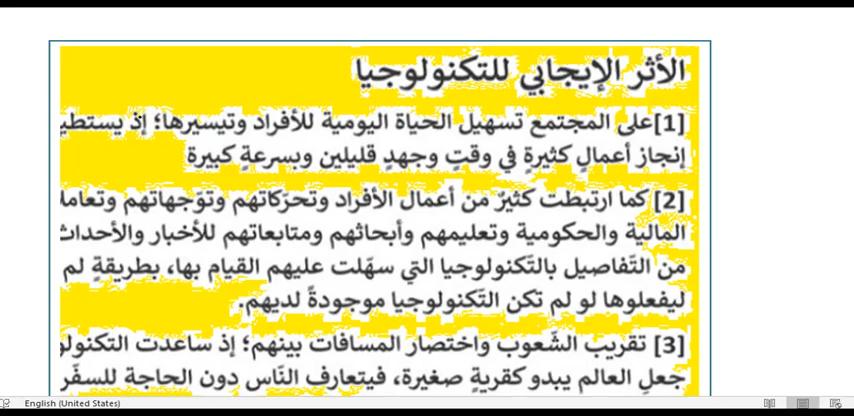 الأثر الإيجابي للتكنولوجيا
[1]على المجتمع تسهيل الحياة اليومية للأفراد وتيسيرها؛ إذ
إنجاز أعمالٍ كثيرةٍ في وقتٍ وجهدٍ قليلين وبسرعةٍ كبيرة
[2] كما ارتبطت كثيرٌ من أعمال الأفراد وتحرّكاتهم وتوّجهاتهم
المالية والحكومية وتعليمهم وأبحاثهم ومتابعاتهم للأخبار والأحداث
من التّفاصيل بالتّكنولوجيا التي سهّلت عليهم القيام بها، بطريقةٍ لم
ليفعلوها لو لم تكن التّكنولوجيا موجودةً لديهم.
[3] تقريب الشّعوب واختصار المسافات بينهم؛ إذ ساعدت
جعلِ العالم يبدو كقريةٍ صغيرة، فيتعارف النّاس دون الحاجة للسفّر
English (United States)